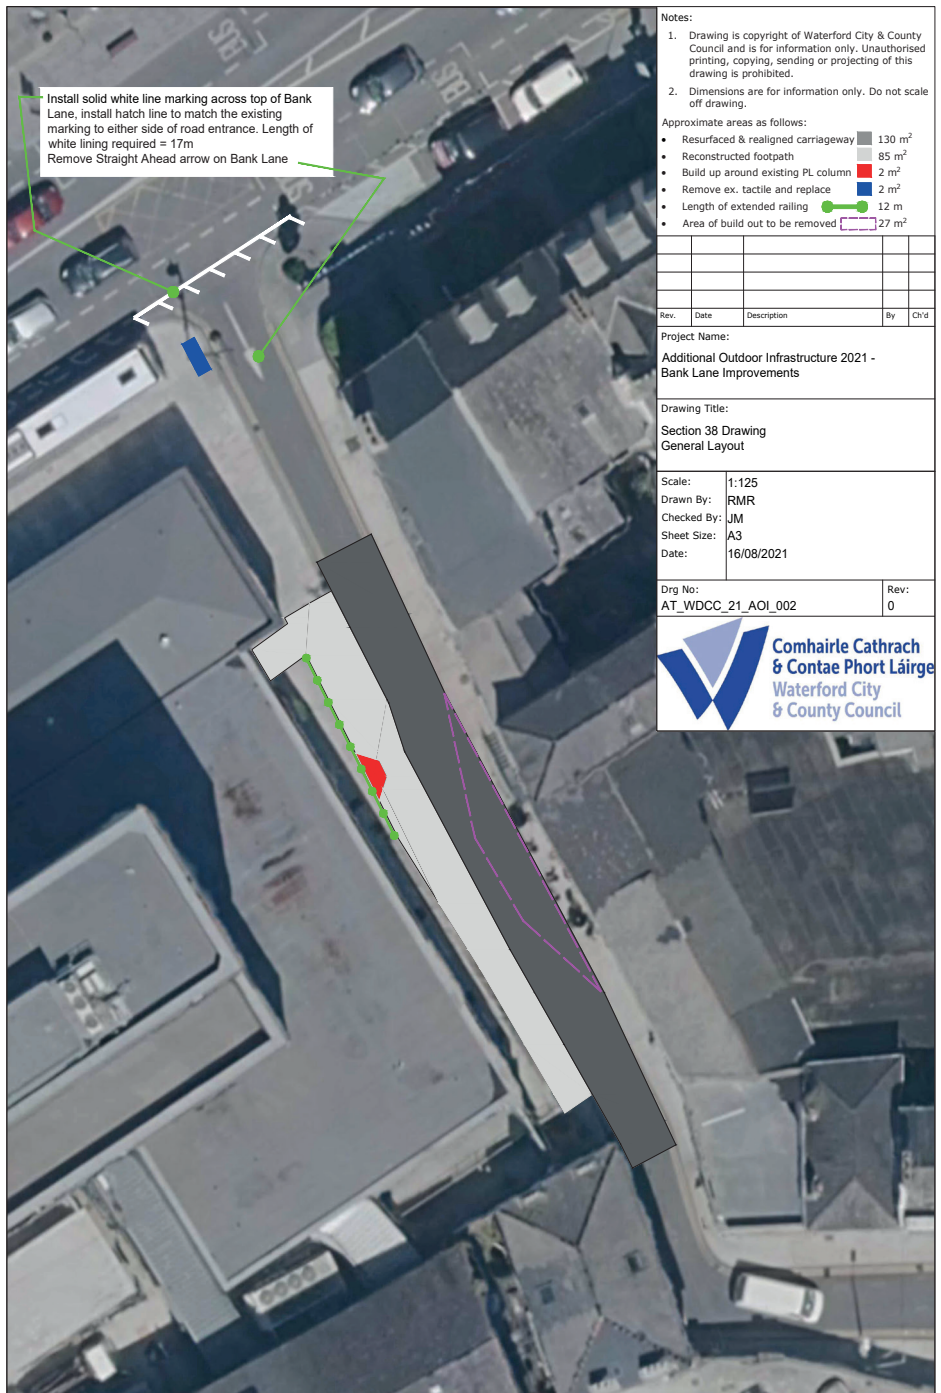 Install solid white line marking across top of Bank
Lane, install hatch line to match the existing
marking to either side of road entrance. Length of
white lining required = 17m
Remove Straight Ahead arrow on Bank Lane
BUS
BUS
Notes:
1. Drawing is copyright of Waterford City & County
Council and is for information only. Unauthorised
printing, copying, sending or projecting of this
drawing is prohibited.
2. Dimensions are for information only. Do not scale
off drawing.
Approximate areas as follows:
• Resurfaced & realigned carriageway 130 m²
• Reconstructed footpath 85 m²
• Build up around existing PL column 2 m²
• Remove ex. tactile and replace 2 m²
• Length of extended railing 12 m
• Area of build out to be removed 27 m²
Rev. Date Description By Ch'd
Project Name:
Additional Outdoor Infrastructure 2021 -
Bank Lane Improvements
Drawing Title:
Section 38 Drawing
General Layout
Scale: 1:125
Drawn By: RMR
Checked By: JM
Sheet Size: A3
Date: 16/08/2021
Drg No: Rev:
AT_WDCC_21_AOI_002 0
Comhairle Cathrach
& Contae Phort Láirge
Waterford City
& County Council